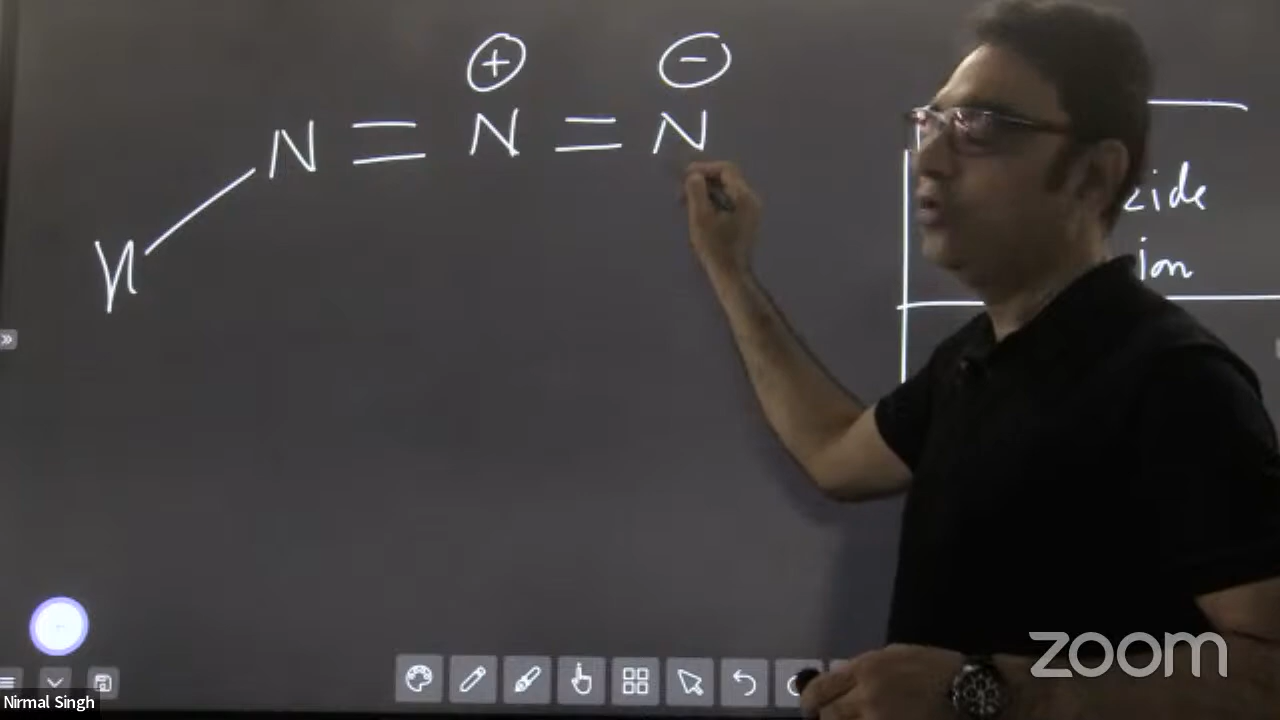 ⊕ ⊖
N = N = N
H
zide
ion
Nirmal Singh
zoom